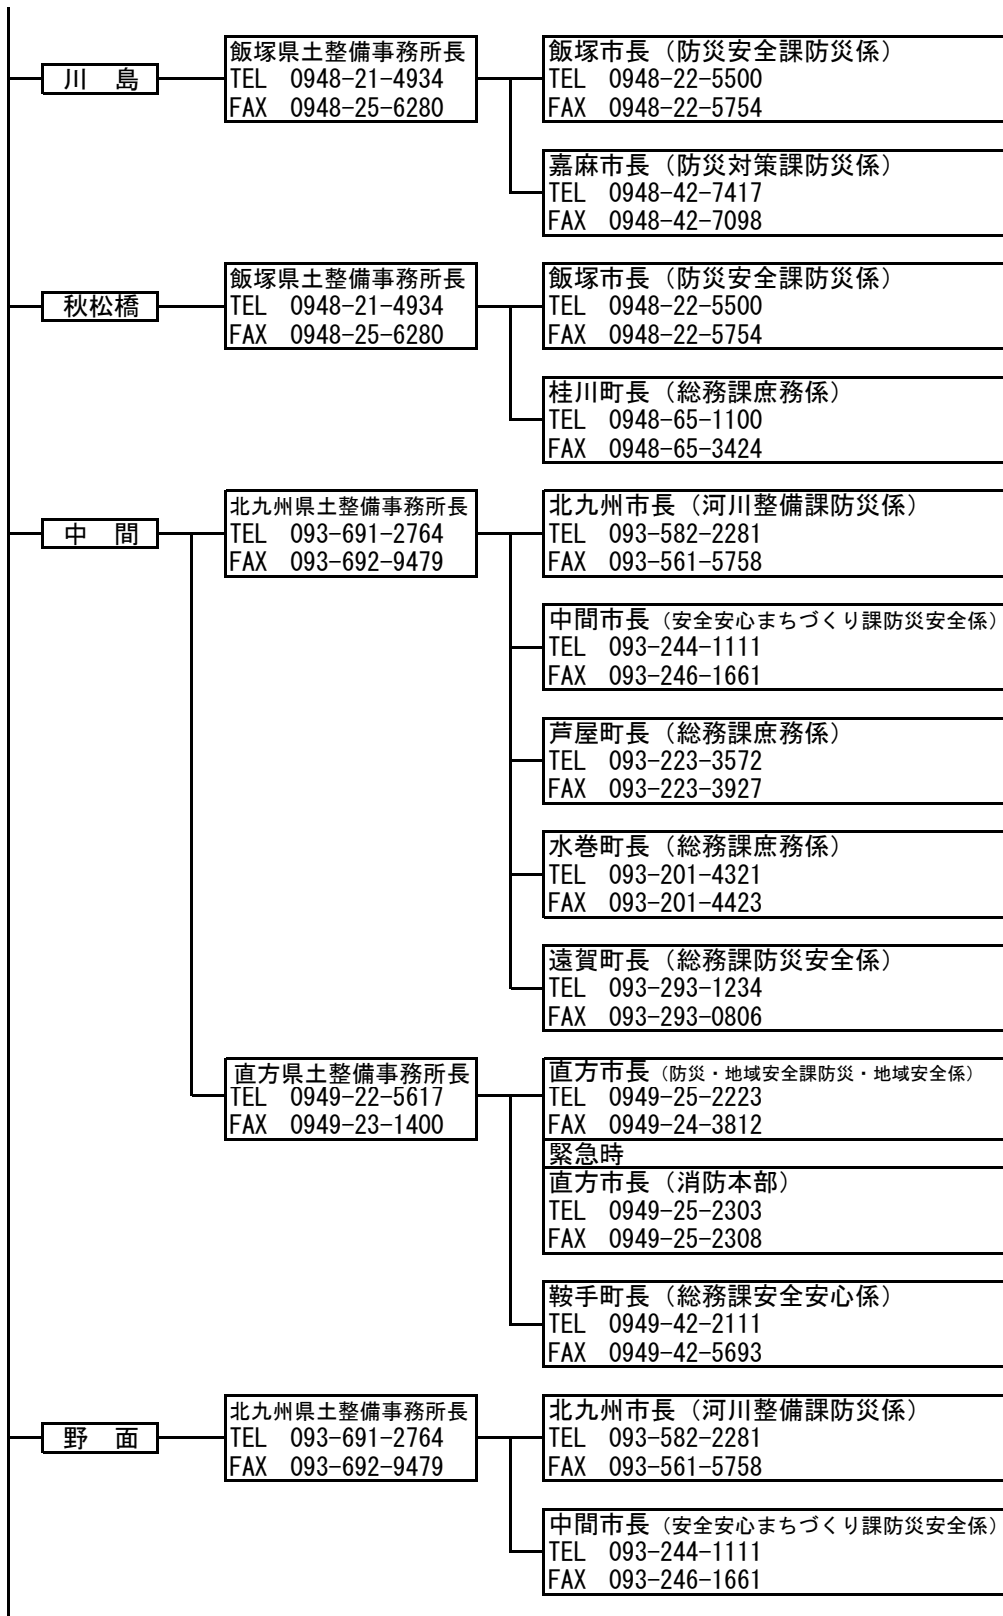 川　島
飯塚県土整備事務所長
TEL　0948-21-4934
FAX　0948-25-6280
飯塚市長（防災安全課防災係）
TEL　0948-22-5500
FAX　0948-22-5754
嘉麻市長（防災対策課防災係）
TEL　0948-42-7417
FAX　0948-42-7098
秋松橋
飯塚県土整備事務所長
TEL　0948-21-4934
FAX　0948-25-6280
飯塚市長（防災安全課防災係）
TEL　0948-22-5500
FAX　0948-22-5754
桂川町長（総務課庶務係）
TEL　0948-65-1100
FAX　0948-65-3424
中　間
北九州県土整備事務所長
TEL　093-691-2764
FAX　093-692-9479
北九州市長（河川整備課防災係）
TEL　093-582-2281
FAX　093-561-5758
中間市長（安全安心まちづくり課防災安全係）
TEL　093-244-1111
FAX　093-246-1661
芦屋町長（総務課庶務係）
TEL　093-223-3572
FAX　093-223-3927
水巻町長（総務課庶務係）
TEL　093-201-4321
FAX　093-201-4423
遠賀町長（総務課防災安全係）
TEL　093-293-1234
FAX　093-293-0806
直方県土整備事務所長
TEL　0949-22-5617
FAX　0949-23-1400
直方市長（防災・地域安全課防災・地域安全係）
TEL　0949-25-2223
FAX　0949-24-3812
緊急時
直方市長（消防本部）
TEL　0949-25-2303
FAX　0949-25-2308
鞍手町長（総務課安全安心係）
TEL　0949-42-2111
FAX　0949-42-5693
野　面
北九州県土整備事務所長
TEL　093-691-2764
FAX　093-692-9479
北九州市長（河川整備課防災係）
TEL　093-582-2281
FAX　093-561-5758
中間市長（安全安心まちづくり課防災安全係）
TEL　093-244-1111
FAX　093-246-1661